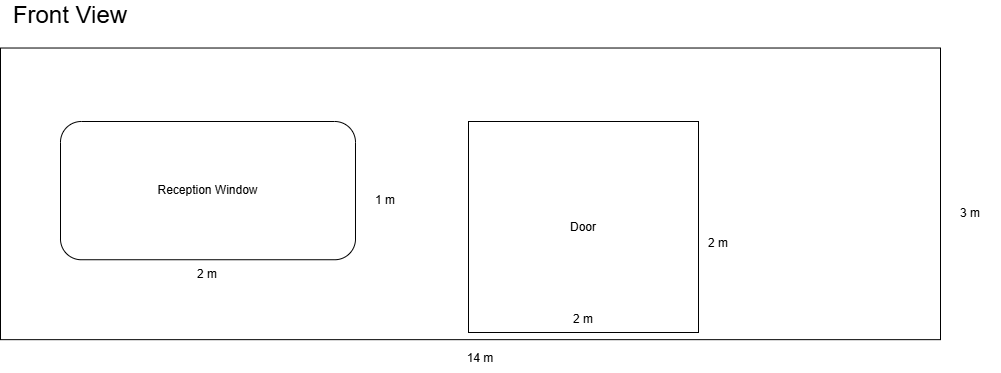 Front View
Reception Window
1 m
2 m
Door
2 m
2 m
3 m
14 m